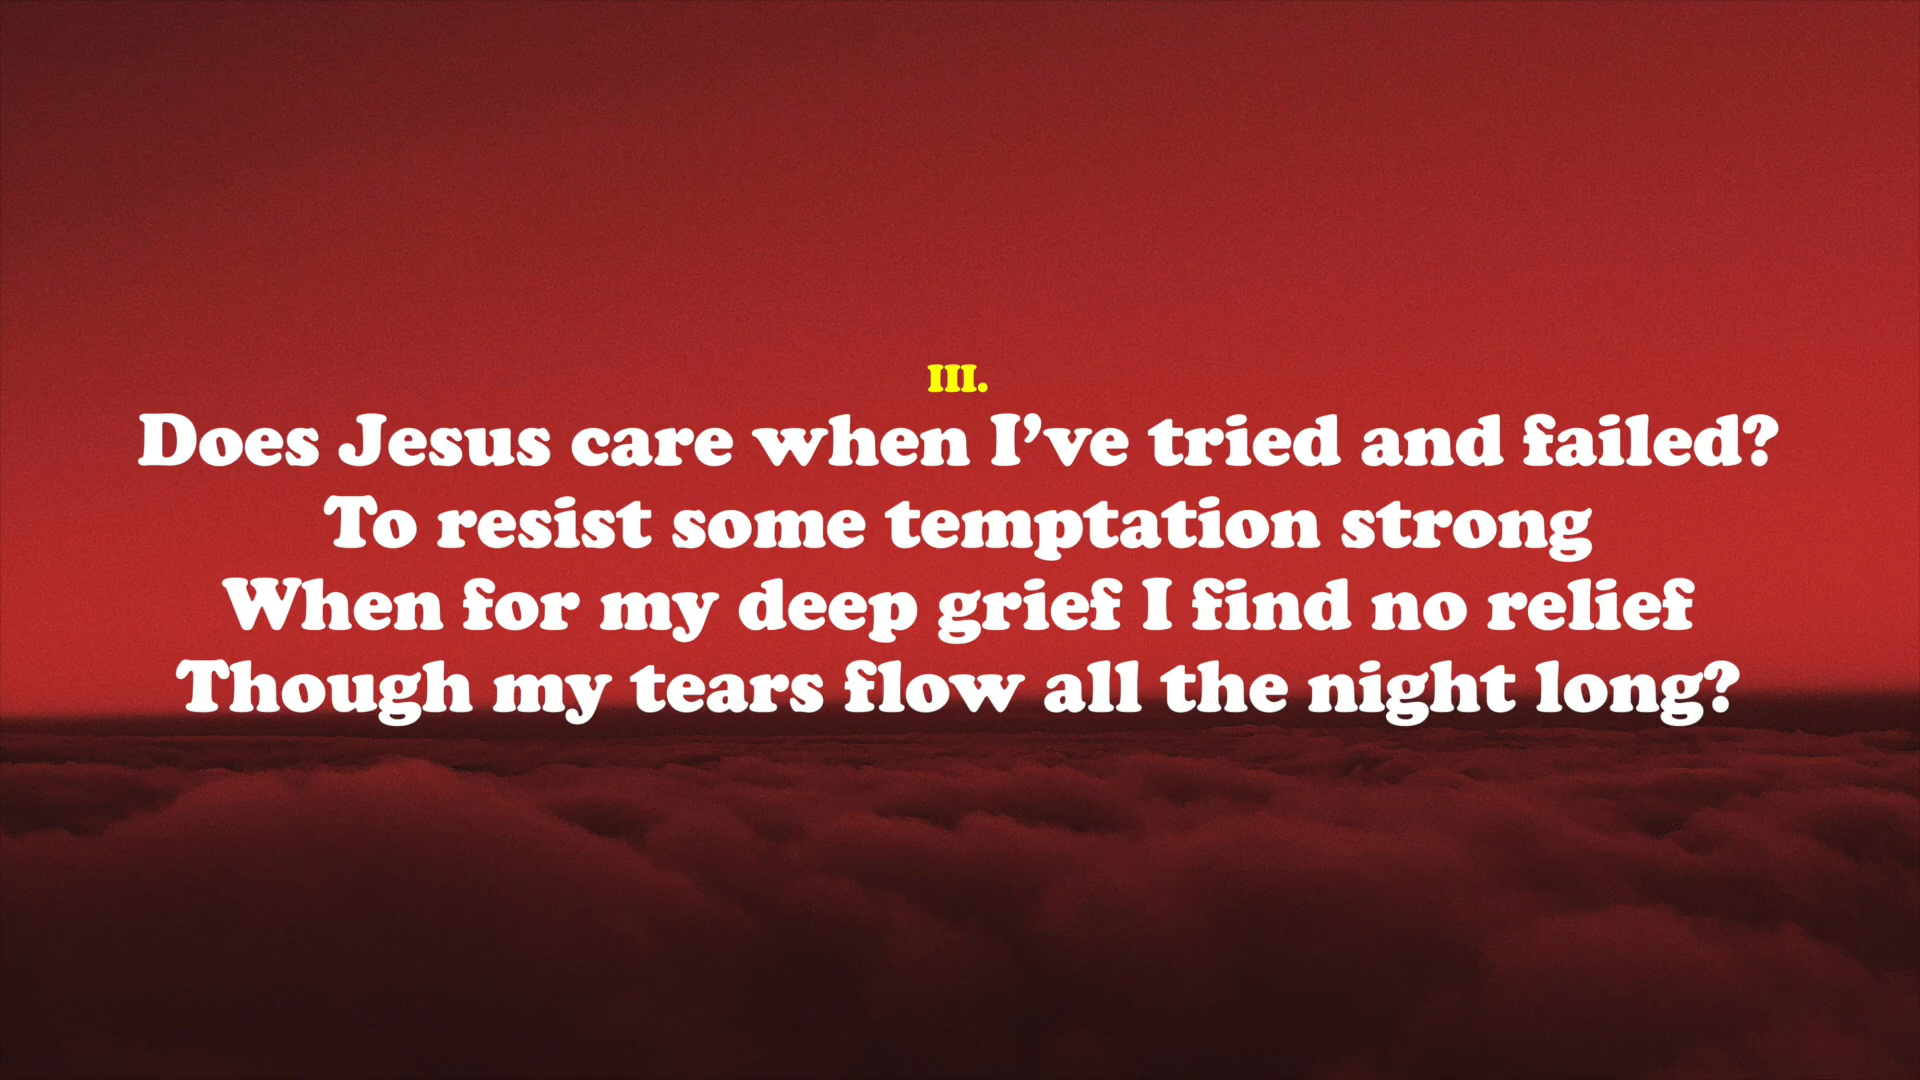 III.
Does Jesus care when I’ve tried and failed?
To resist some temptation strong
When for my deep grief I find no relief
Though my tears flow all the night long?